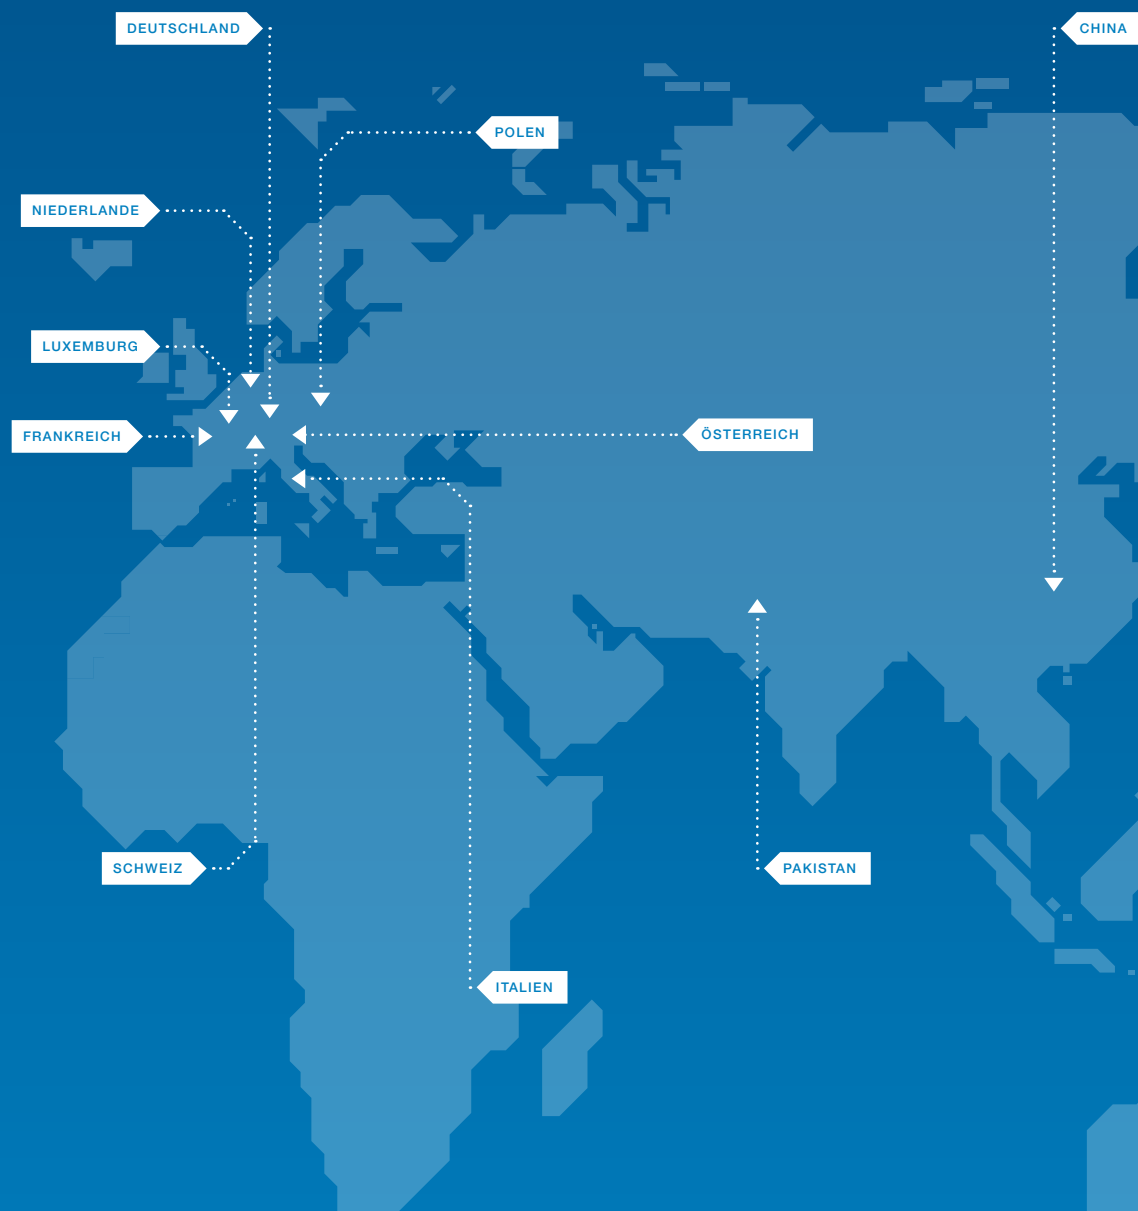 DEUTSCHLAND
CHINA
POLEN
NIEDERLANDE
LUXEMBURG
FRANKREICH
ÖSTERREICH
SCHWEIZ
PAKISTAN
ITALIEN